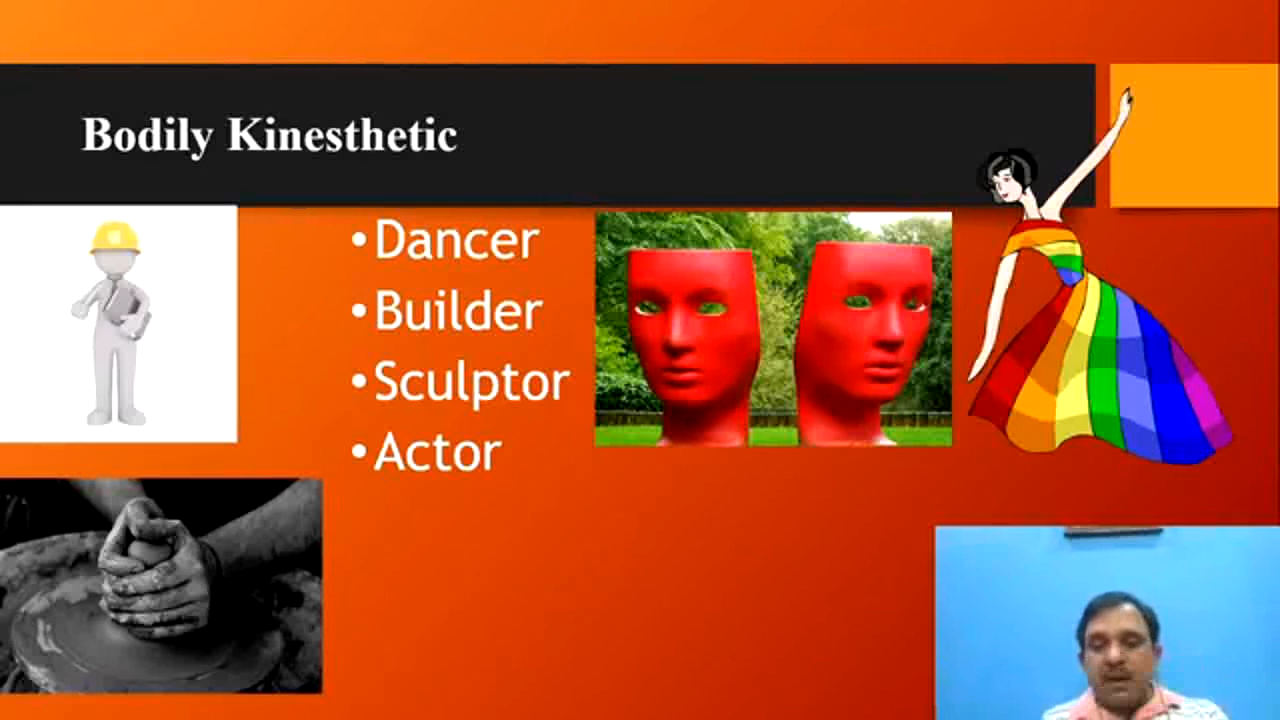 Bodily Kinesthetic
•Dancer
•Builder
•Sculptor
•Actor